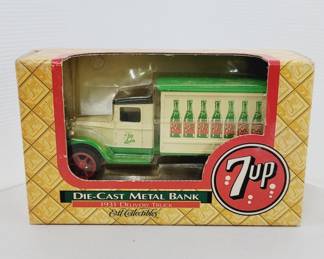 7up
DIE-CAST METAL BANK
1931 DELIVERY TRUCK
Ertl Collectibles